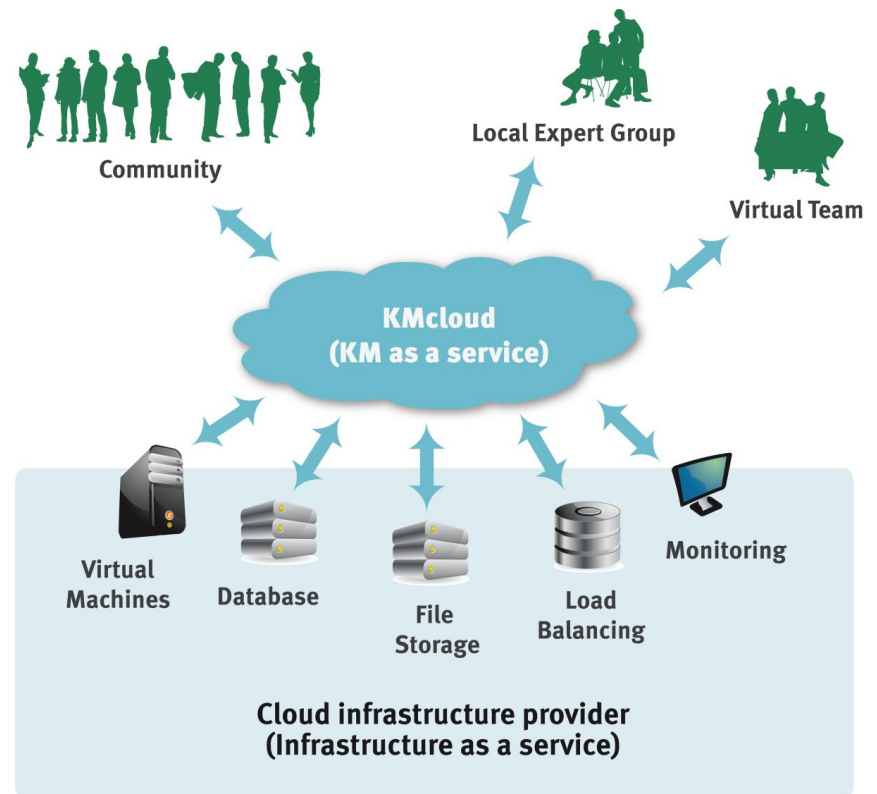 Community
Local Expert Group
Virtual Team
KMcloud
(KM as a service)
Virtual
Machines
Database
File
Storage
Load
Balancing
Monitoring
Cloud infrastructure provider
(Infrastructure as a service)